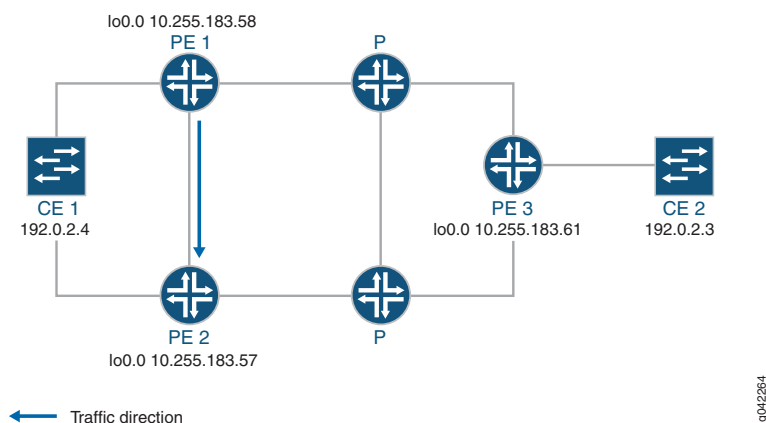 lo0.0 10.255.183.58
PE 1
P
CE 1
192.0.2.4
PE 3
lo0.0 10.255.183.61
CE 2
192.0.2.3
PE 2
lo0.0 10.255.183.57
P
Traffic direction
g042264